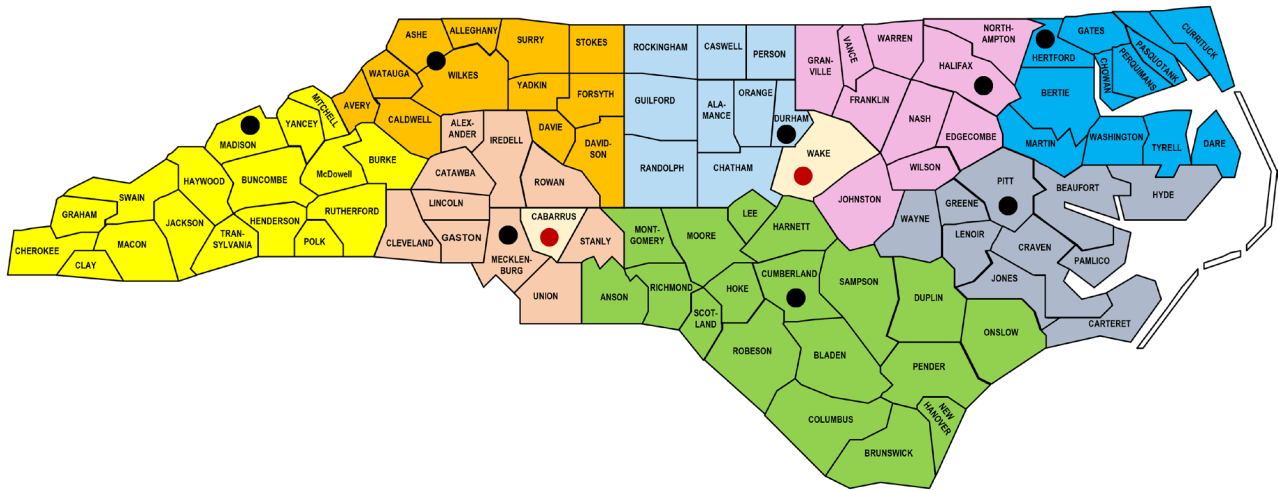 ASHE
ALLEGHANY
SURRY
STOKES
ROCKINGHAM
CASWELL
PERSON
GRAN-
VILLE
VANCE
WARREN
NORTH-
AMPTON
HERTFORD
GATES
CURRITUCK
PASQUOTANK
PERQUIMANS
CHOWAN
WATAUGA
WILKES
YADKIN
FORSYTH
GUILFORD
ALA-
MANCE
ORANGE
DURHAM
FRANKLIN
HALIFAX
BERTIE
MITCHELL
AVERY
CALDWELL
ALEX-
ANDER
IREDELL
DAVIE
DAVID-
SON
RANDOLPH
CHATHAM
WAKE
NASH
EDGECOMBE
MARTIN
WASHINGTON
TYRELL
DARE
MADISON
YANCEY
McDowell
BURKE
CATAWBA
ROWAN
WILSON
PITT
BEAUFORT
HYDE
SWAIN
HAYWOOD
BUNCOMBE
RUTHERFORD
LINCOLN
JOHNSTON
GREENE
WAYNE
LENOIR
CRAVEN
PAMLICO
GRAHAM
JACKSON
HENDERSON
POLK
TRAN-
SYLVANIA
CLEVELAND
GASTON
MECKLEN-
BURG
CABARRUS
STANLY
MONT-
GOMERY
MOORE
LEE
HARNETT
CHEROKEE
MACON
CLAY
UNION
ANSON
RICHMOND
SCOT-
LAND
HOKE
CUMBERLAND
SAMPSON
DUPLIN
JONES
ONSLOW
CARTERET
ROBESON
BLADEN
PENDER
COLUMBUS
NEW
HANOVER
BRUNSWICK